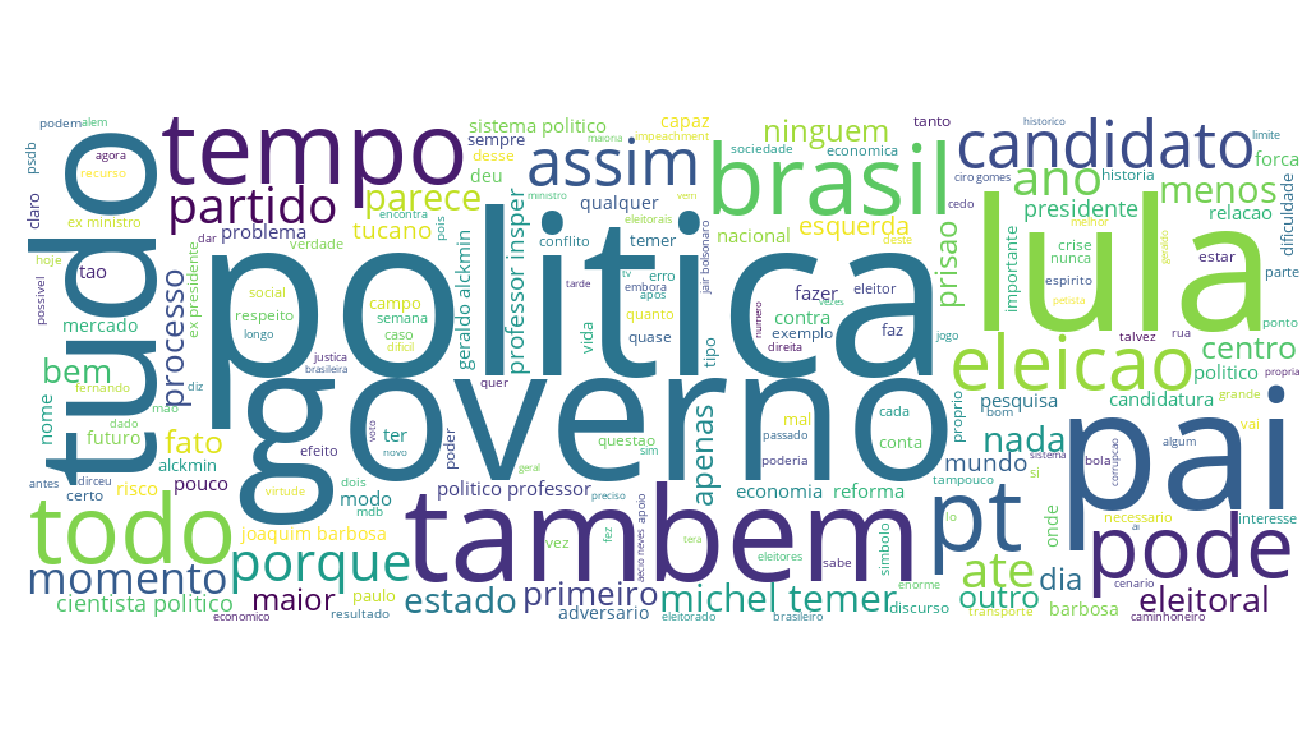 podem
alem
tempo
sistema politico
maioria
capaz
impeachment
ninguem
tanto
historico
candidato
limite
psdb
agora
recurso
tudo
sempre
desse
deu
assim
sociedade
economica
brasil
ciro gomes
forca
claro
ex ministro
partido
parece
encontra
tucano
pois
ministro
qualquer
vem
eleitorais
cedo
ano
historia
menos
presidente
relacao
dificuldade
dar
problema
verdade
conflito
temer
nacional
esquerda
deste
lula
melhor
hoje
tao
processo
ex presidente
politica
geraldo alckmin
professor insper
tv
erro
embora
apos
jair bolsonaro
prisao
importante
crise
nunca
geraldo
estar
espirito
parte
possivel
social
campo
tarde
fazer
eleitor
vezes
petista
mercado
respeito
semana
longo
caso
dificil
vida
quanto
quase
tipo
numero
contra
exemplo
direita
faz
jogo
talvez
rua
ponto
bem
justica
brasileira
eleicao
centro
politico
propria
fernando
diz
quer
governo
nome
mao
dado
futuro
fato
voto
ter
novo
efeito
poder
questao
sim
apenas
mal
passado
poderia
cada
conta
proprio
pesquisa
bom
candidatura
grande
vai
nada
pai
alckmin
geral
mundo
sistema
corrupcao
bola
algum
antes
dirceu
certo
risco
pouco
virtude
dois
modo
mdb
politico professor
preciso
economia
reforma
tampouco
si
pt
todo
tambem
joaquim barbosa
vez
fez
aecio neves
apoio
tera
eleitores
sabe
simbolo
lo
onde
necessario
ai
pode
interesse
momento
porque
enorme
ate
dia
cenario
cientista politico
maior
paulo
estado
primeiro
michel temer
discurso
outro
barbosa
eleitoral
economico
resultado
adversario
eleitorado
brasileiro
transporte
caminhoneiro